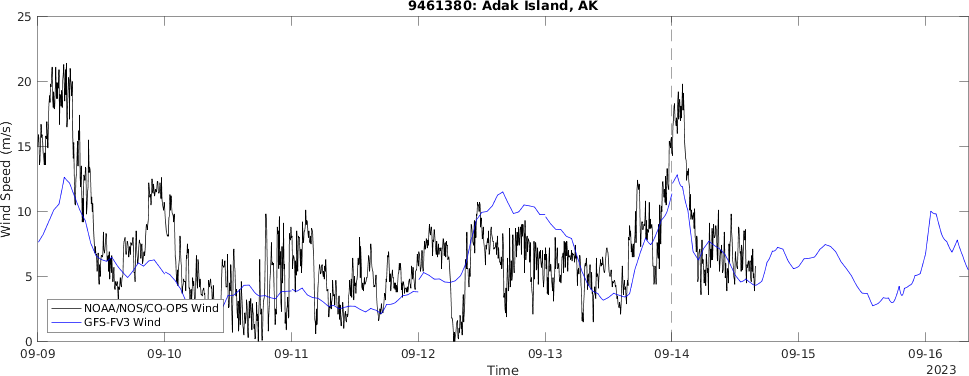 9461380: Adak Island, AK
25
20
15
10
5
0
Wind Speed (m/s)
NOAA/NOS/CO-OPS Wind
GFS-FV3 Wind
09-09 09-10 09-11 09-12 09-13 09-14 09-15 09-16
Time
2023